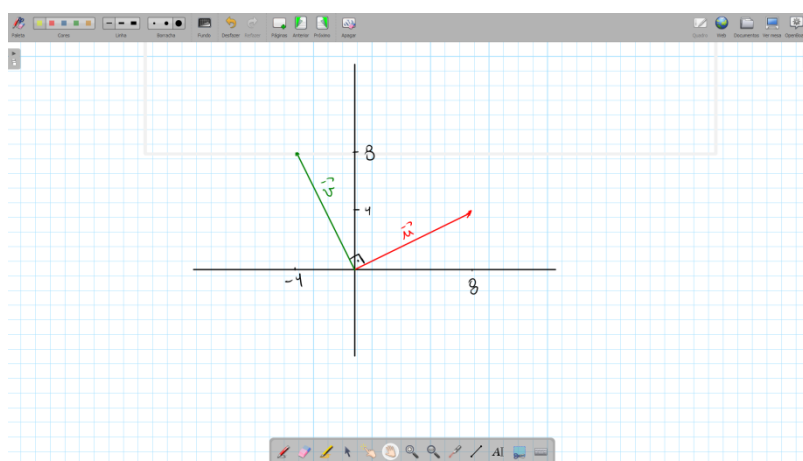 Paleta Cores Linha Borracha Fundo Desfazer Refazer Páginas Anterior Próximo Apagar Quadro Web Documentos Ver mesa
8
v
4
u
-4
8
AI